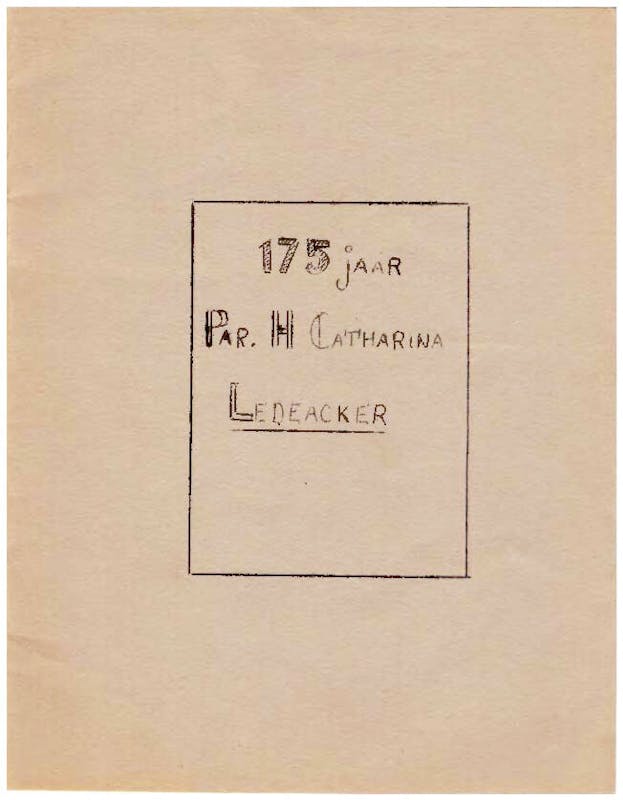 175 jaar
Par. H Catharina
Ledeacker